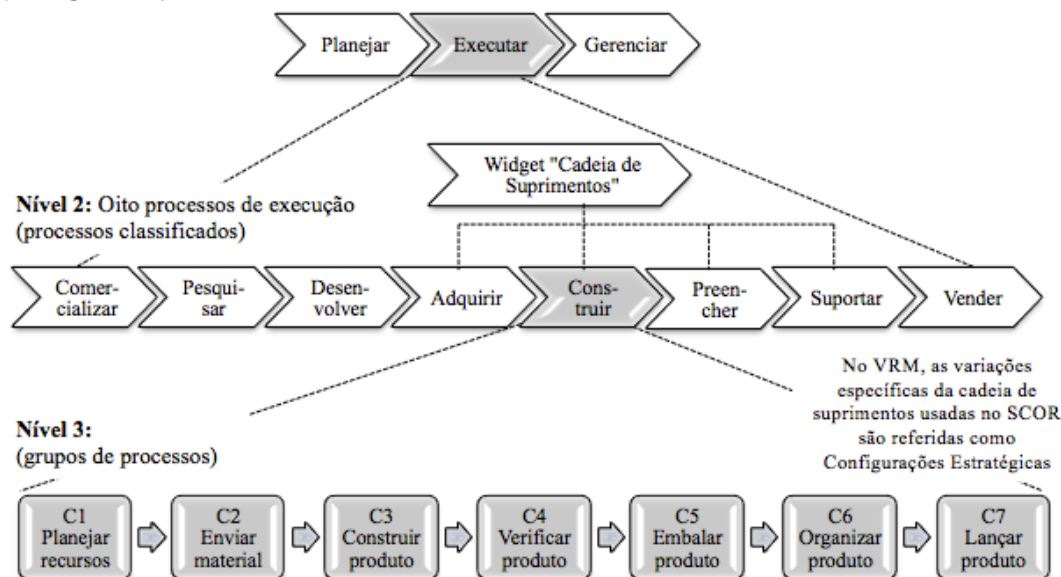 Planejar
Executar
Gerenciar
Widget "Cadeia de
Suprimentos"
Nível 2: Oito processos de execução
(processos classificados)
Comer-
cializar
Pesqui-
sar
Desen-
volver
Adquirir
Cons-
truir
Preen-
cher
Suportar
Vender
No VRM, as variações
específicas da cadeia de
suprimentos usadas no SCOR
são referidas como
Configurações Estratégicas
Nível 3:
(grupos de processos)
C1
Planejar
recursos
C2
Enviar
material
C3
Construir
produto
C4
Verificar
produto
C5
Embalar
produto
C6
Organizar
produto
C7
Lançar
produto